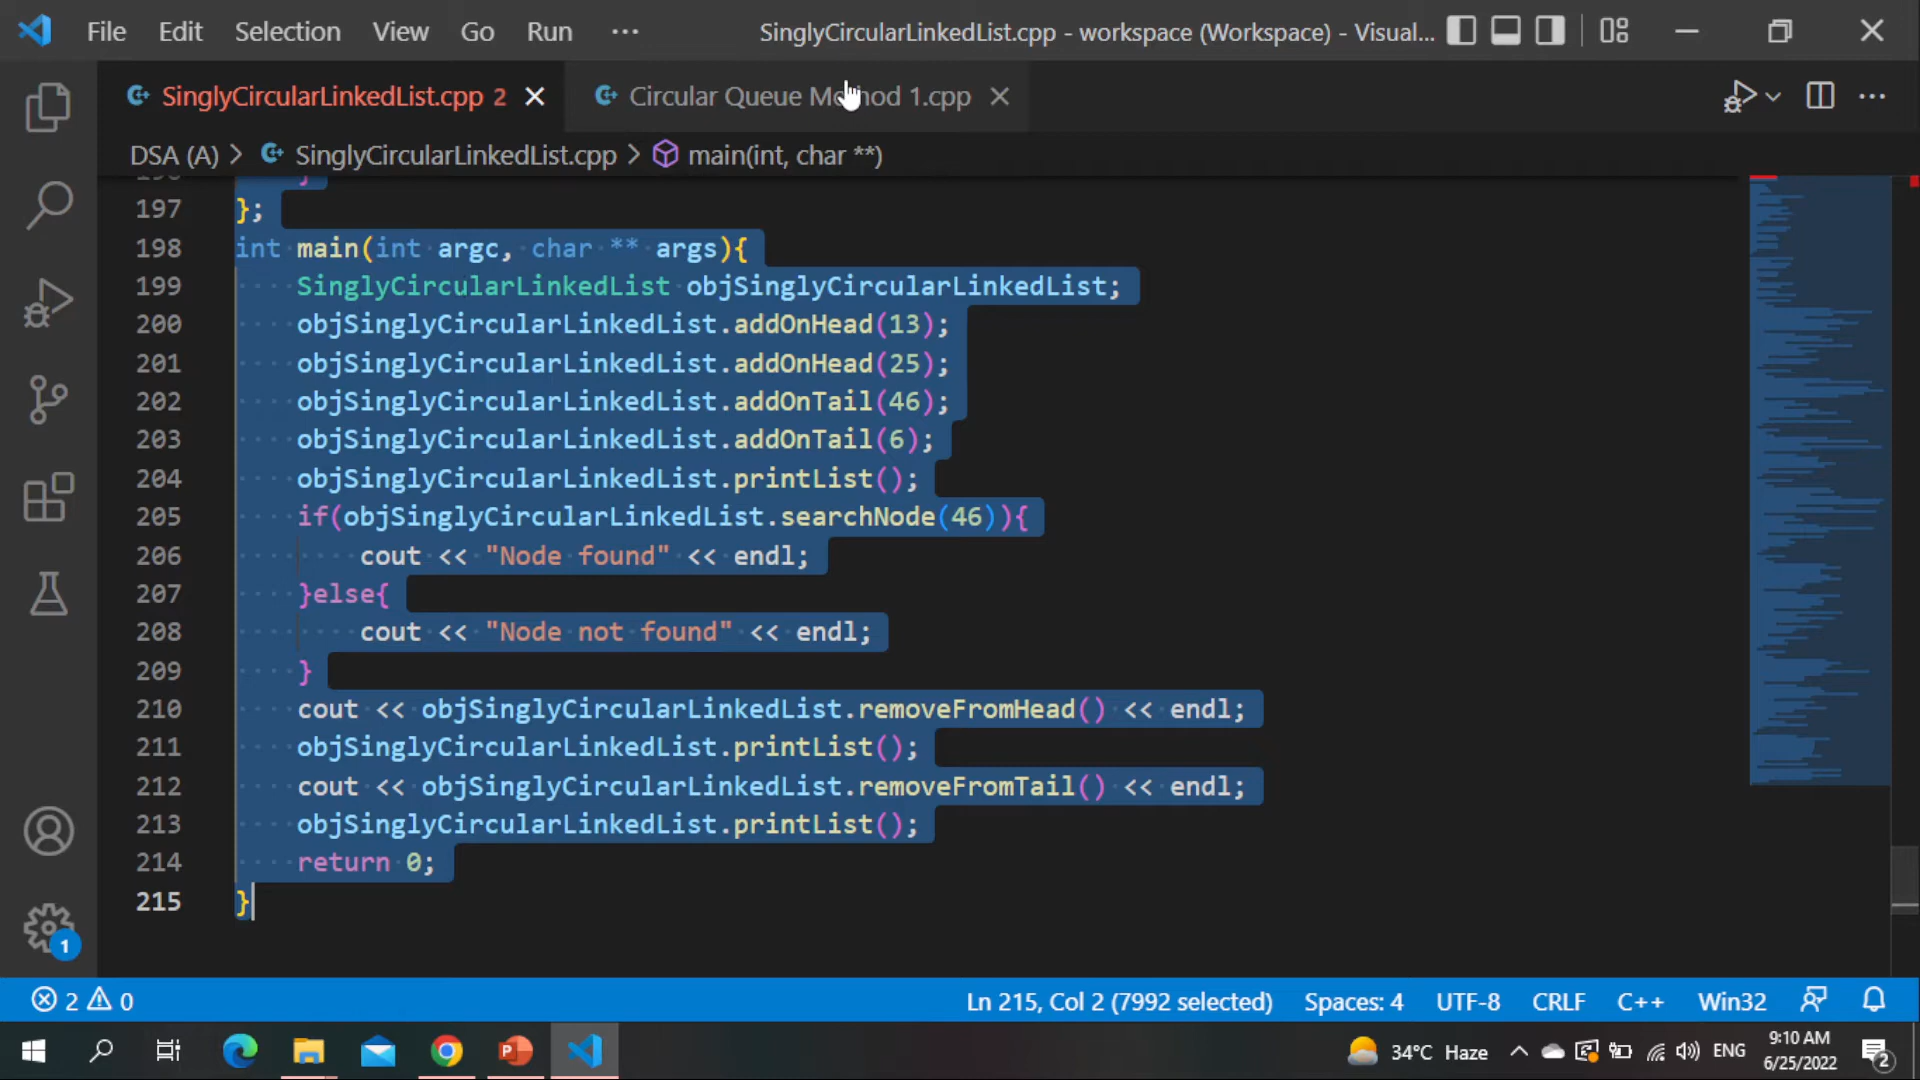 File Edit Selection View Go Run ... SinglyCircularLinkedList.cpp - workspace (Workspace) - Visual...
SinglyCircularLinkedList.cpp 2 Circular Queue Method 1.cpp
DSA (A) > SinglyCircularLinkedList.cpp > main(int, char **)
197 };
198 int main(int argc, char ** args){
199 SinglyCircularLinkedList objSinglyCircularLinkedList;
200 objSinglyCircularLinkedList.addOnHead(13);
201 objSinglyCircularLinkedList.addOnHead(25);
202 objSinglyCircularLinkedList.addOnTail(46);
203 objSinglyCircularLinkedList.addOnTail(6);
204 objSinglyCircularLinkedList.printList();
205 if(objSinglyCircularLinkedList.searchNode(46)){
206 cout << "Node found" << endl;
207 }else{
208 cout << "Node not found" << endl;
209 }
210 cout << objSinglyCircularLinkedList.removeFromHead() << endl;
211 objSinglyCircularLinkedList.printList();
212 cout << objSinglyCircularLinkedList.removeFromTail() << endl;
213 objSinglyCircularLinkedList.printList();
214 return 0;
215 }
1
2 0 Ln 215, Col 2 (7992 selected) Spaces: 4 UTF-8 CRLF C++ Win32
34°C Haze ENG 9:10 AM
6/25/2022 2